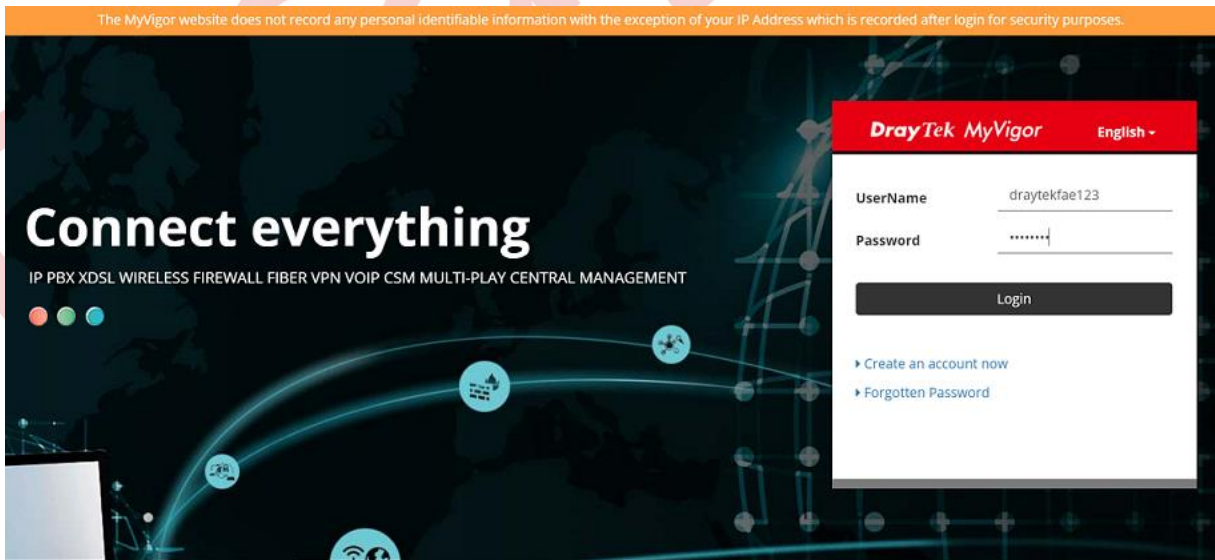 The MyVigor website does not record any personal identifiable information with the exception of your IP Address which is recorded after login for security purposes.
DrayTek MyVigor English
Connect everything
IP PBX XDSL WIRELESS FIREWALL FIBER VPN VOIP CSM MULTI-PLAY CENTRAL MANAGEMENT
UserName draytekfae123
Password ••••••••
Login
Create an account now
Forgotten Password